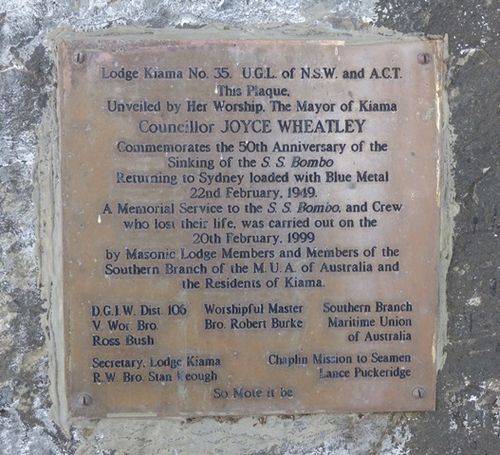 Lodge Kiama No. 35. U.G.L. of N.S.W. and A.C.T.
This Plaque,
Unveiled by Her Worship, The Mayor of Kiama
Councillor JOYCE WHEATLEY
Commemorates the 50th Anniversary of the
Sinking of the S. S. Bombo
Returning to Sydney loaded with Blue Metal
22nd February, 1949.
A Memorial Service to the S. S. Bombo, and Crew
who lost their life, was carried out on the
20th February, 1999
by Masonic Lodge Members and Members of the
Southern Branch of the M.U.A. of Australia and
the Residents of Kiama.
D.G.I.W. Dist. 106 Worshipful Master Southern Branch
V. Wor. Bro. Bro. Robert Burke Maritime Union
Ross Bush of Australia
Secretary, Lodge Kiama Chaplin Mission to Seamen
R.W. Bro. Stan Keough Lance Puckeridge
So Mote it be